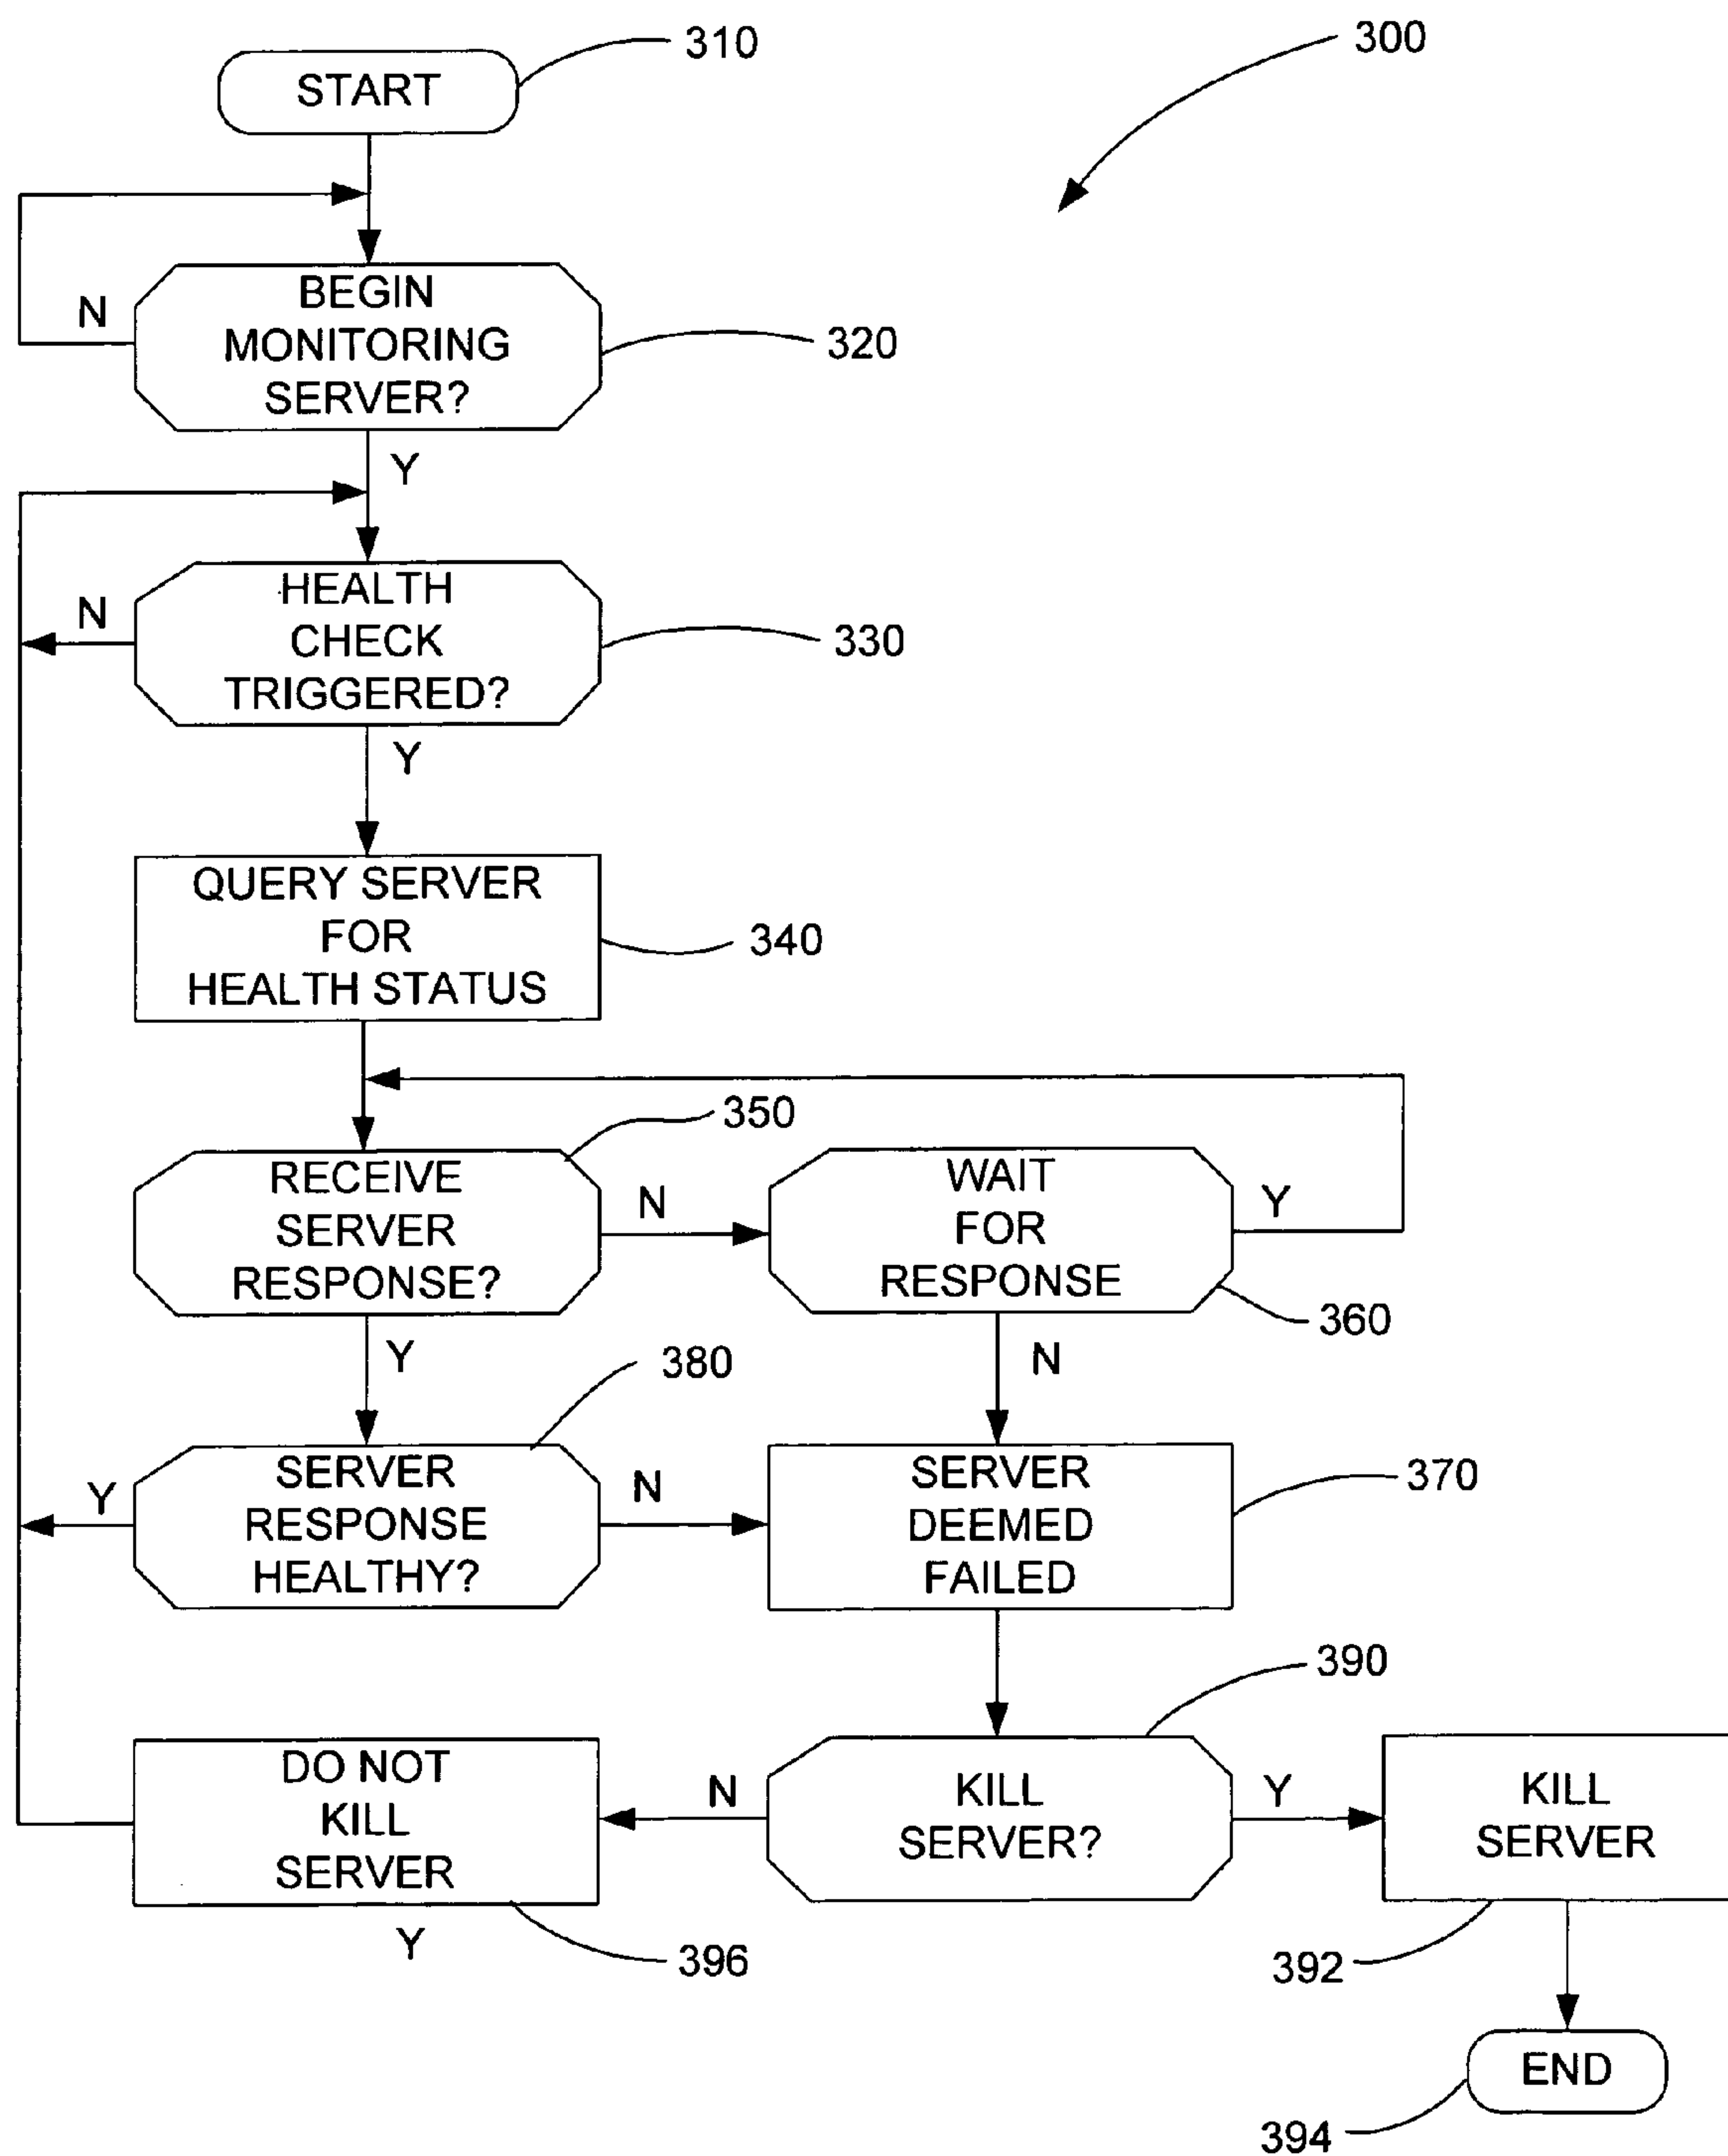 310
300
START
N
BEGIN
MONITORING
SERVER?
320
Y
N
HEALTH
CHECK
TRIGGERED?
330
Y
QUERY SERVER
FOR
HEALTH STATUS
340
350
RECEIVE
SERVER
RESPONSE?
N
WAIT
FOR
RESPONSE
Y
360
Y
N
380
Y
SERVER
RESPONSE
HEALTHY?
N
SERVER
DEEMED
FAILED
370
390
DO NOT
KILL
SERVER
N
KILL
SERVER?
Y
KILL
SERVER
Y
396
392
END
394